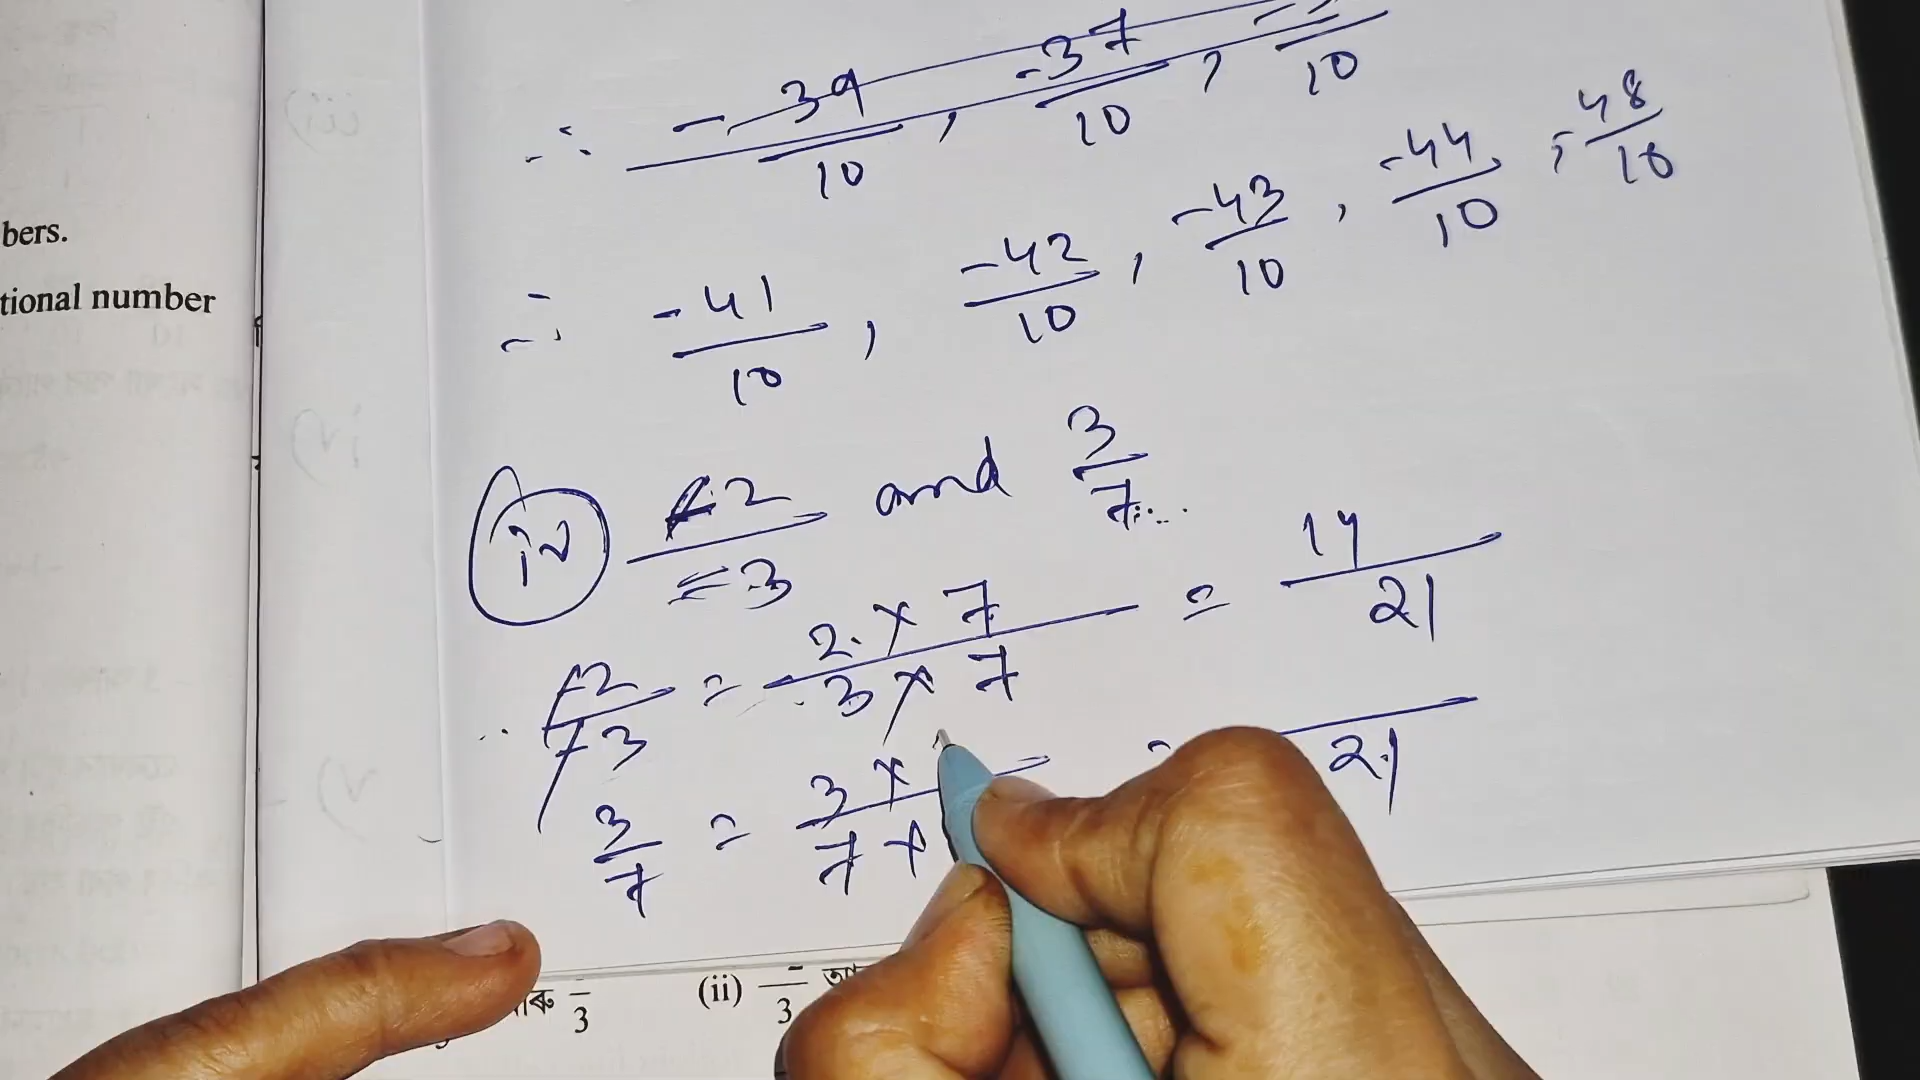 ∴ -39/10, -37/10, /10
∴ -41/10, -42/10, -43/10, -44/10, -48/10
bers.
tional number
iv -2/-3 and 3/7
-2/-3 = 2 × 7/3 × 7 = 14/21
3/7 = 3 ×/7 × = /21
(ii) -/3
3